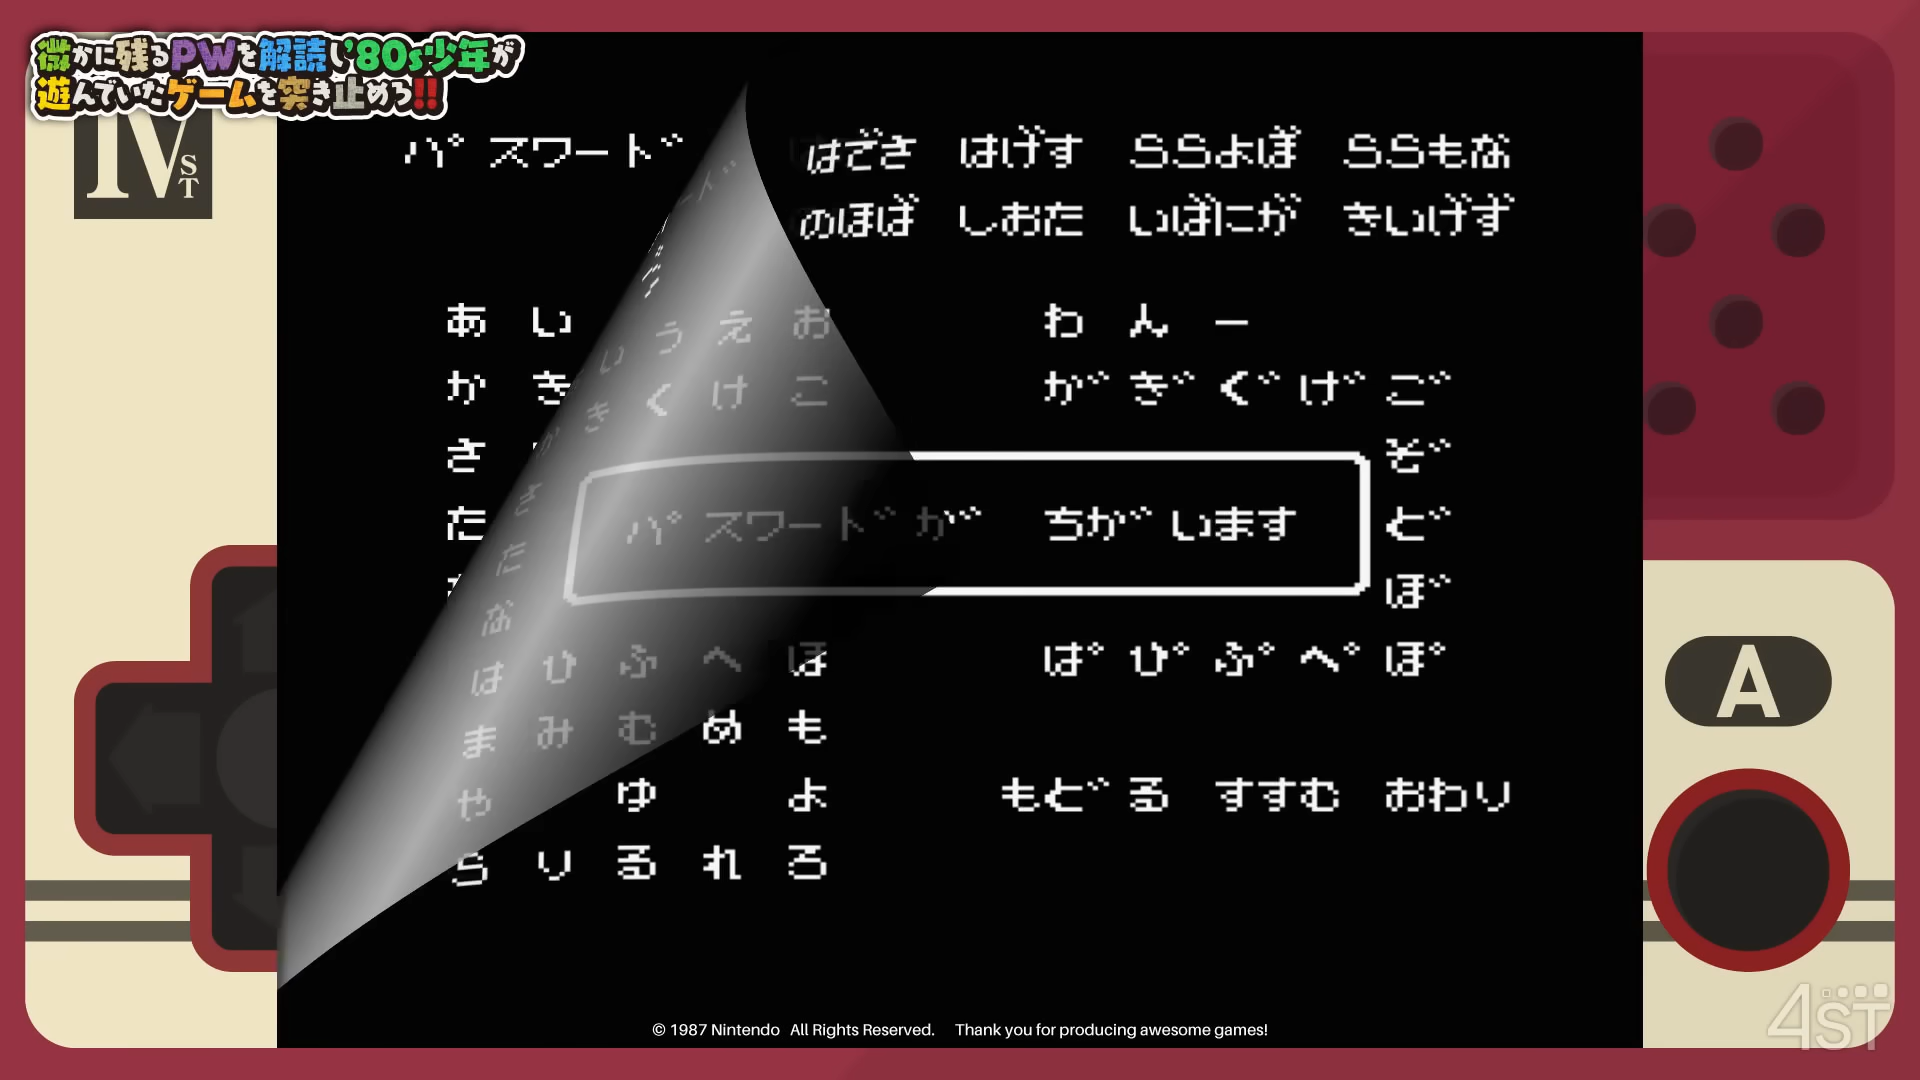 微かに残るPWを解読し'80s少年が
遊んでいたゲームを突き止めろ!!
IV ST
パスワード はござ はげす ららよぼ ららもな
のほば しおた いぼにが きいげず
あ い う え お わ ん ー
か き く け こ が ぎ ぐ げ ご
さ ぞ
た ど
な ぼ
パスワードが ちがいます
は ひ ふ へ ほ ぱ ぴ ぷ ぺ ぽ
ま み む め も
や ゆ よ もどる すすむ おわり
ら り る れ ろ
A
© 1987 Nintendo All Rights Reserved. Thank you for producing awesome games!
4ST